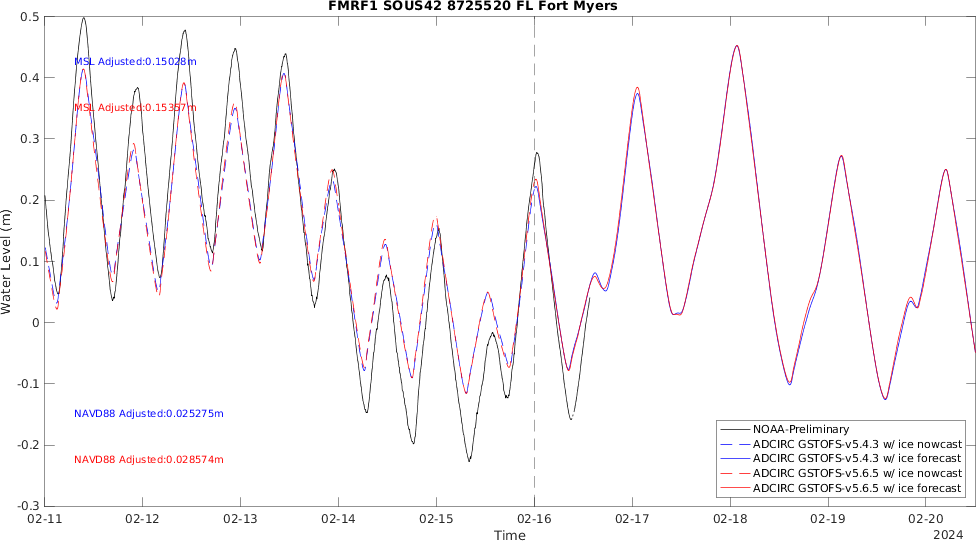 FMRF1 SOUS42 8725520 FL Fort Myers
Water Level (m)
0.5
0.4
0.3
0.2
0.1
0
-0.1
-0.2
-0.3
MSL Adjusted:0.15028m
MSL Adjusted:0.15357m
NAVD88 Adjusted:0.025275m
NAVD88 Adjusted:0.028574m
NOAA-Preliminary
ADCIRC GSTOFS-v5.4.3 w/ ice nowcast
ADCIRC GSTOFS-v5.4.3 w/ ice forecast
ADCIRC GSTOFS-v5.6.5 w/ ice nowcast
ADCIRC GSTOFS-v5.6.5 w/ ice forecast
02-11 02-12 02-13 02-14 02-15 02-16 02-17 02-18 02-19 02-20
Time
2024